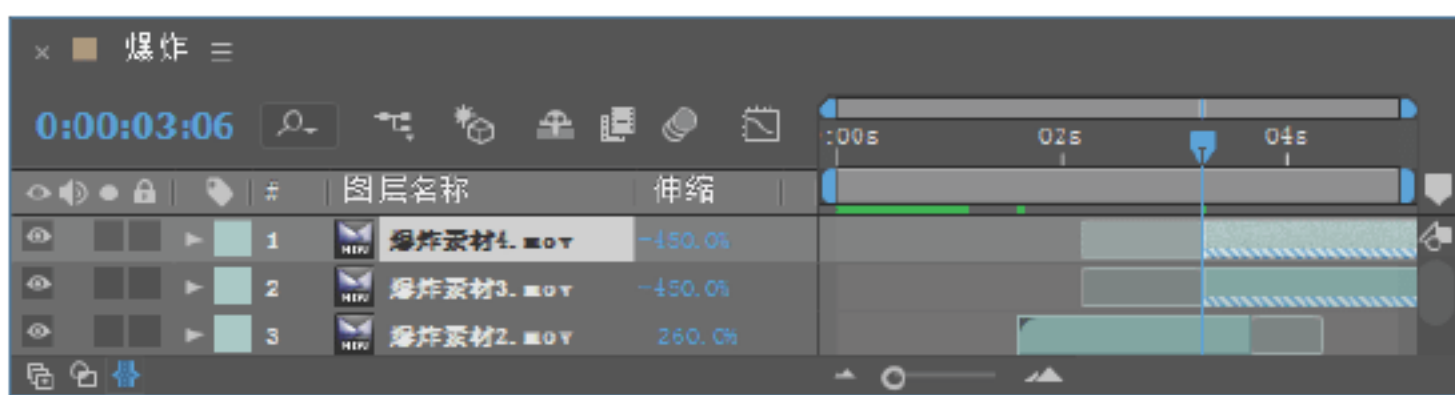 爆炸
0:00:03:06
:00s 02s 04s
# 图层名称 伸缩
1 爆炸素材4.mov -450.0%
2 爆炸素材3.mov -450.0%
3 爆炸素材2.mov 260.0%